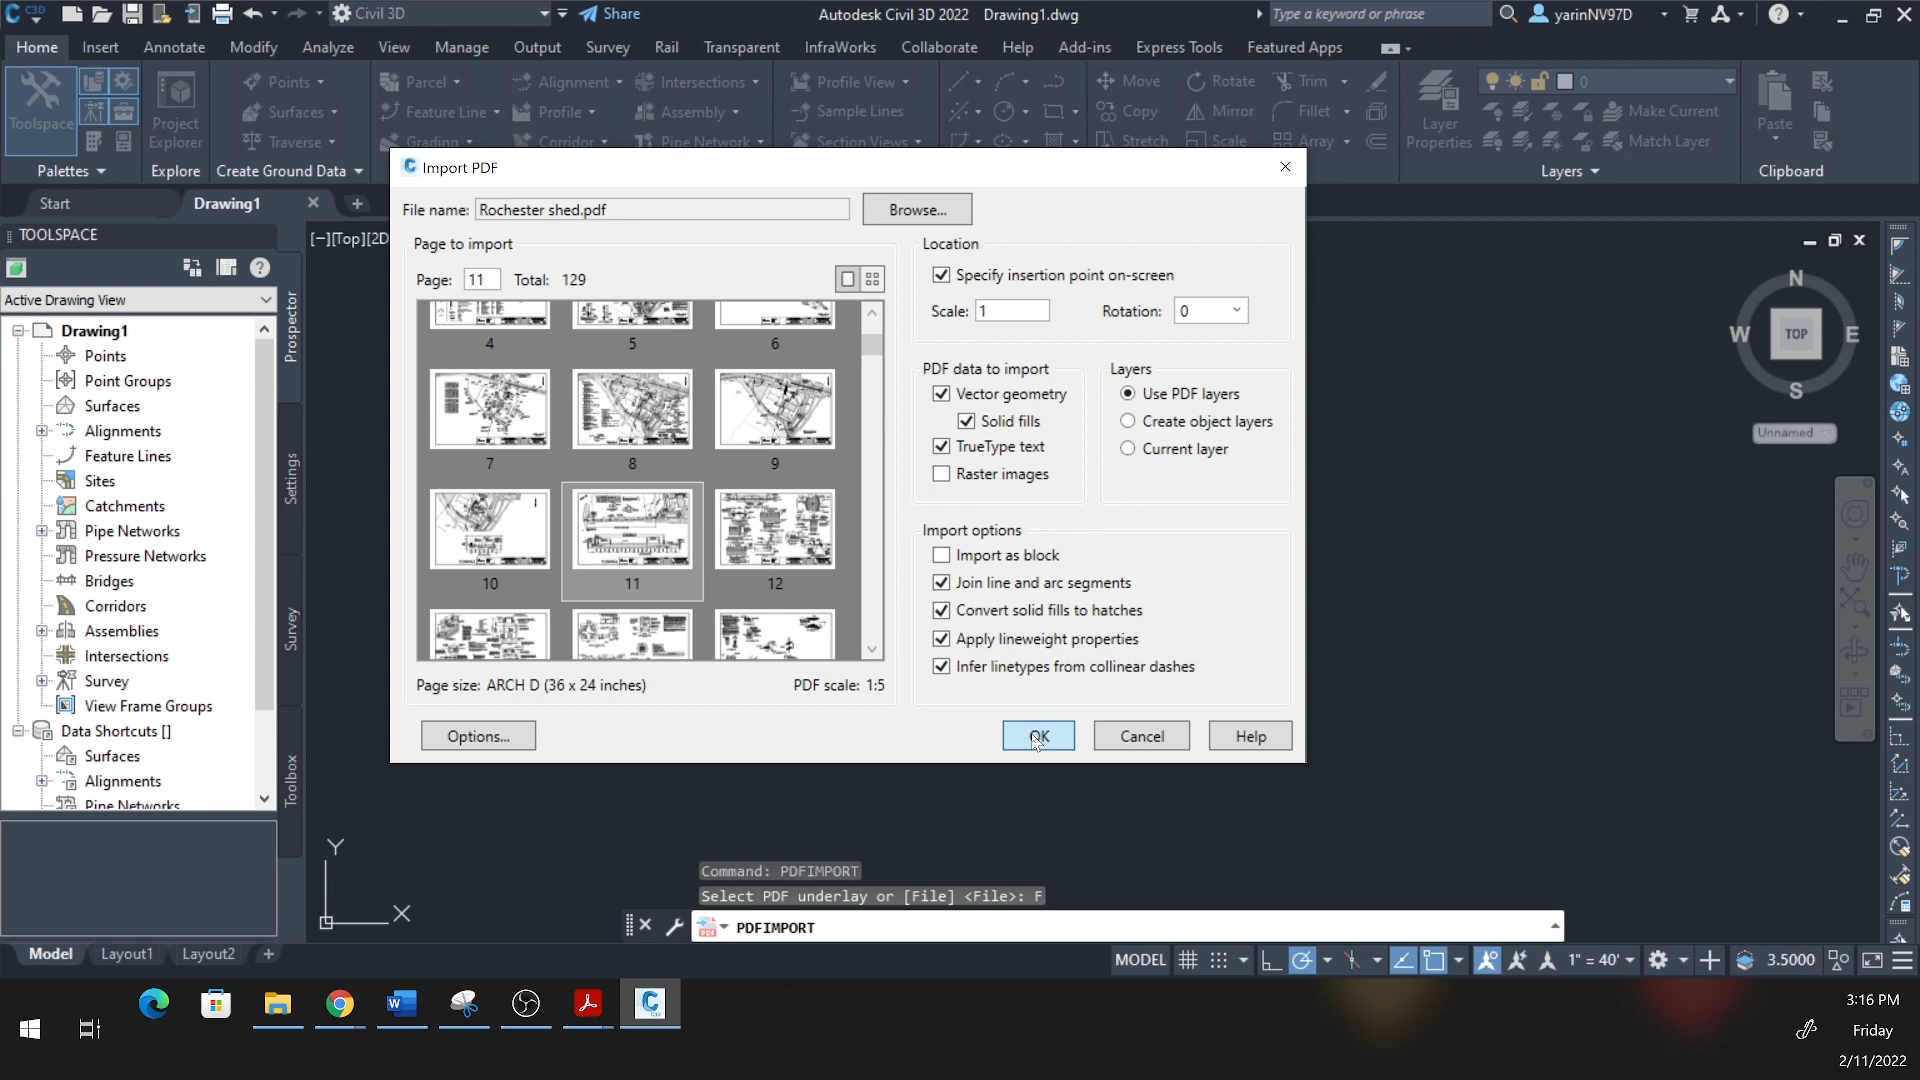 C3D Civil 3D Share Autodesk Civil 3D 2022 Drawing1.dwg Type a keyword or phrase yarinNV97D
Home Insert Annotate Modify Analyze View Manage Output Survey Rail Transparent InfraWorks Collaborate Help Add-ins Express Tools Featured Apps
Points Parcel Alignment Intersections Profile View Move Rotate Trim 0
Toolspace Project Explorer Surfaces Feature Line Profile Assembly Sample Lines Copy Mirror Fillet Layer Properties Make Current Paste
Traverse Grading Corridor Pipe Network Section Views Stretch Scale Array Match Layer
Palettes Explore Create Ground Data Layers Clipboard
Start Drawing1
TOOLSPACE
[−][Top][2D
Active Drawing View
Drawing1
Points
Point Groups
Surfaces
Alignments
Feature Lines
Sites
Catchments
Pipe Networks
Pressure Networks
Bridges
Corridors
Assemblies
Intersections
Survey
View Frame Groups
Data Shortcuts []
Surfaces
Alignments
Pipe Networks
Prospector
Settings
Survey
Toolbox
Import PDF
File name: Rochester shed.pdf Browse...
Page to import
Page: 11 Total: 129
4 5 6
7 8 9
10 11 12
Page size: ARCH D (36 x 24 inches) PDF scale: 1:5
Options...
Location
Specify insertion point on-screen
Scale: 1 Rotation: 0
PDF data to import
Vector geometry
Solid fills
TrueType text
Raster images
Layers
Use PDF layers
Create object layers
Current layer
Import options
Import as block
Join line and arc segments
Convert solid fills to hatches
Apply lineweight properties
Infer linetypes from collinear dashes
OK Cancel Help
N
W TOP E
S
Unnamed
Y
X
Command: PDFIMPORT
Select PDF underlay or [File] <File>: F
PDFIMPORT
Model Layout1 Layout2 MODEL 1" = 40' 3.5000
3:16 PM
Friday
2/11/2022